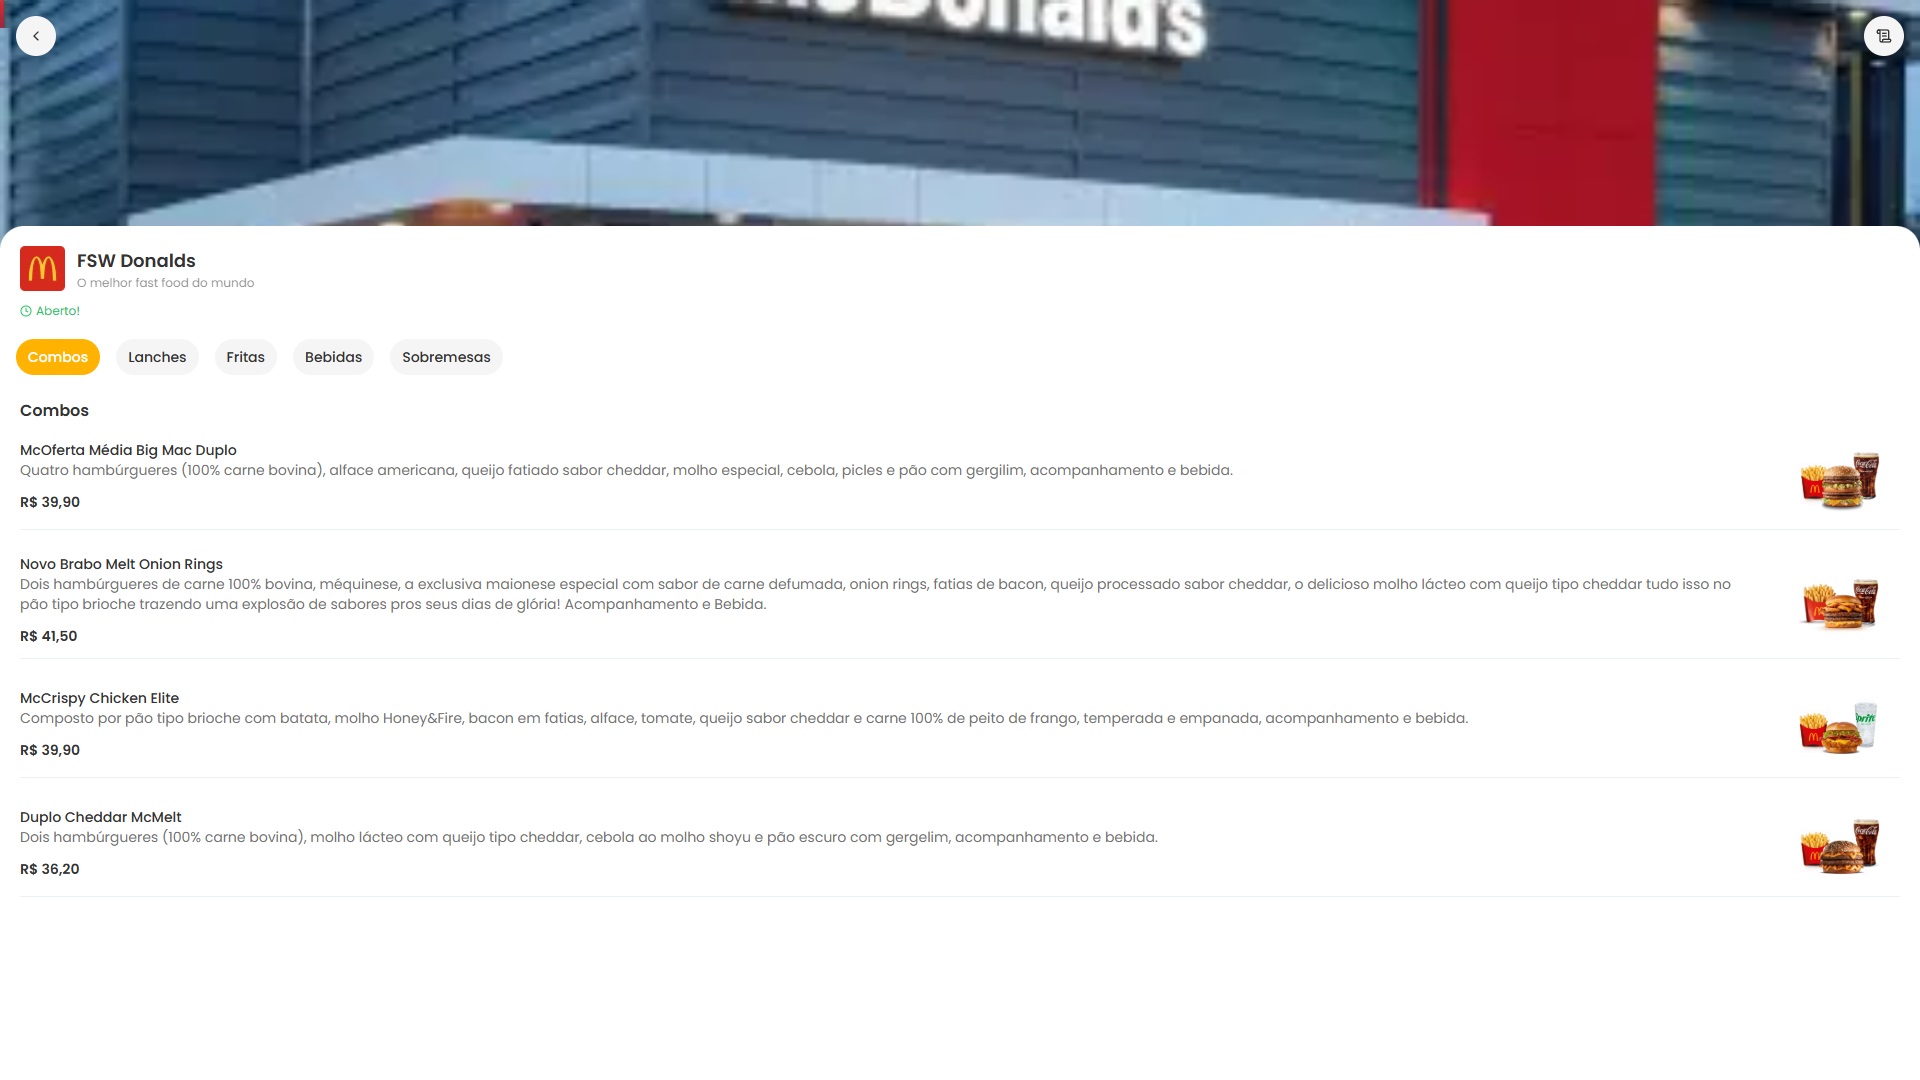 McDonald's
FSW Donalds
O melhor fast food do mundo
Aberto!
Combos
Lanches
Fritas
Bebidas
Sobremesas
Combos
McOferta Média Big Mac Duplo
Quatro hambúrgueres (100% carne bovina), alface americana, queijo fatiado sabor cheddar, molho especial, cebola, picles e pão com gergilim, acompanhamento e bebida.
R$ 39,90
Novo Brabo Melt Onion Rings
Dois hambúrgueres de carne 100% bovina, méquinese, a exclusiva maionese especial com sabor de carne defumada, onion rings, fatias de bacon, queijo processado sabor cheddar, o delicioso molho lácteo com queijo tipo cheddar tudo isso no
pão tipo brioche trazendo uma explosão de sabores pros seus dias de glória! Acompanhamento e Bebida.
R$ 41,50
McCrispy Chicken Elite
Composto por pão tipo brioche com batata, molho Honey&Fire, bacon em fatias, alface, tomate, queijo sabor cheddar e carne 100% de peito de frango, temperada e empanada, acompanhamento e bebida.
R$ 39,90
Sprite
Duplo Cheddar McMelt
Dois hambúrgueres (100% carne bovina), molho lácteo com queijo tipo cheddar, cebola ao molho shoyu e pão escuro com gergelim, acompanhamento e bebida.
R$ 36,20